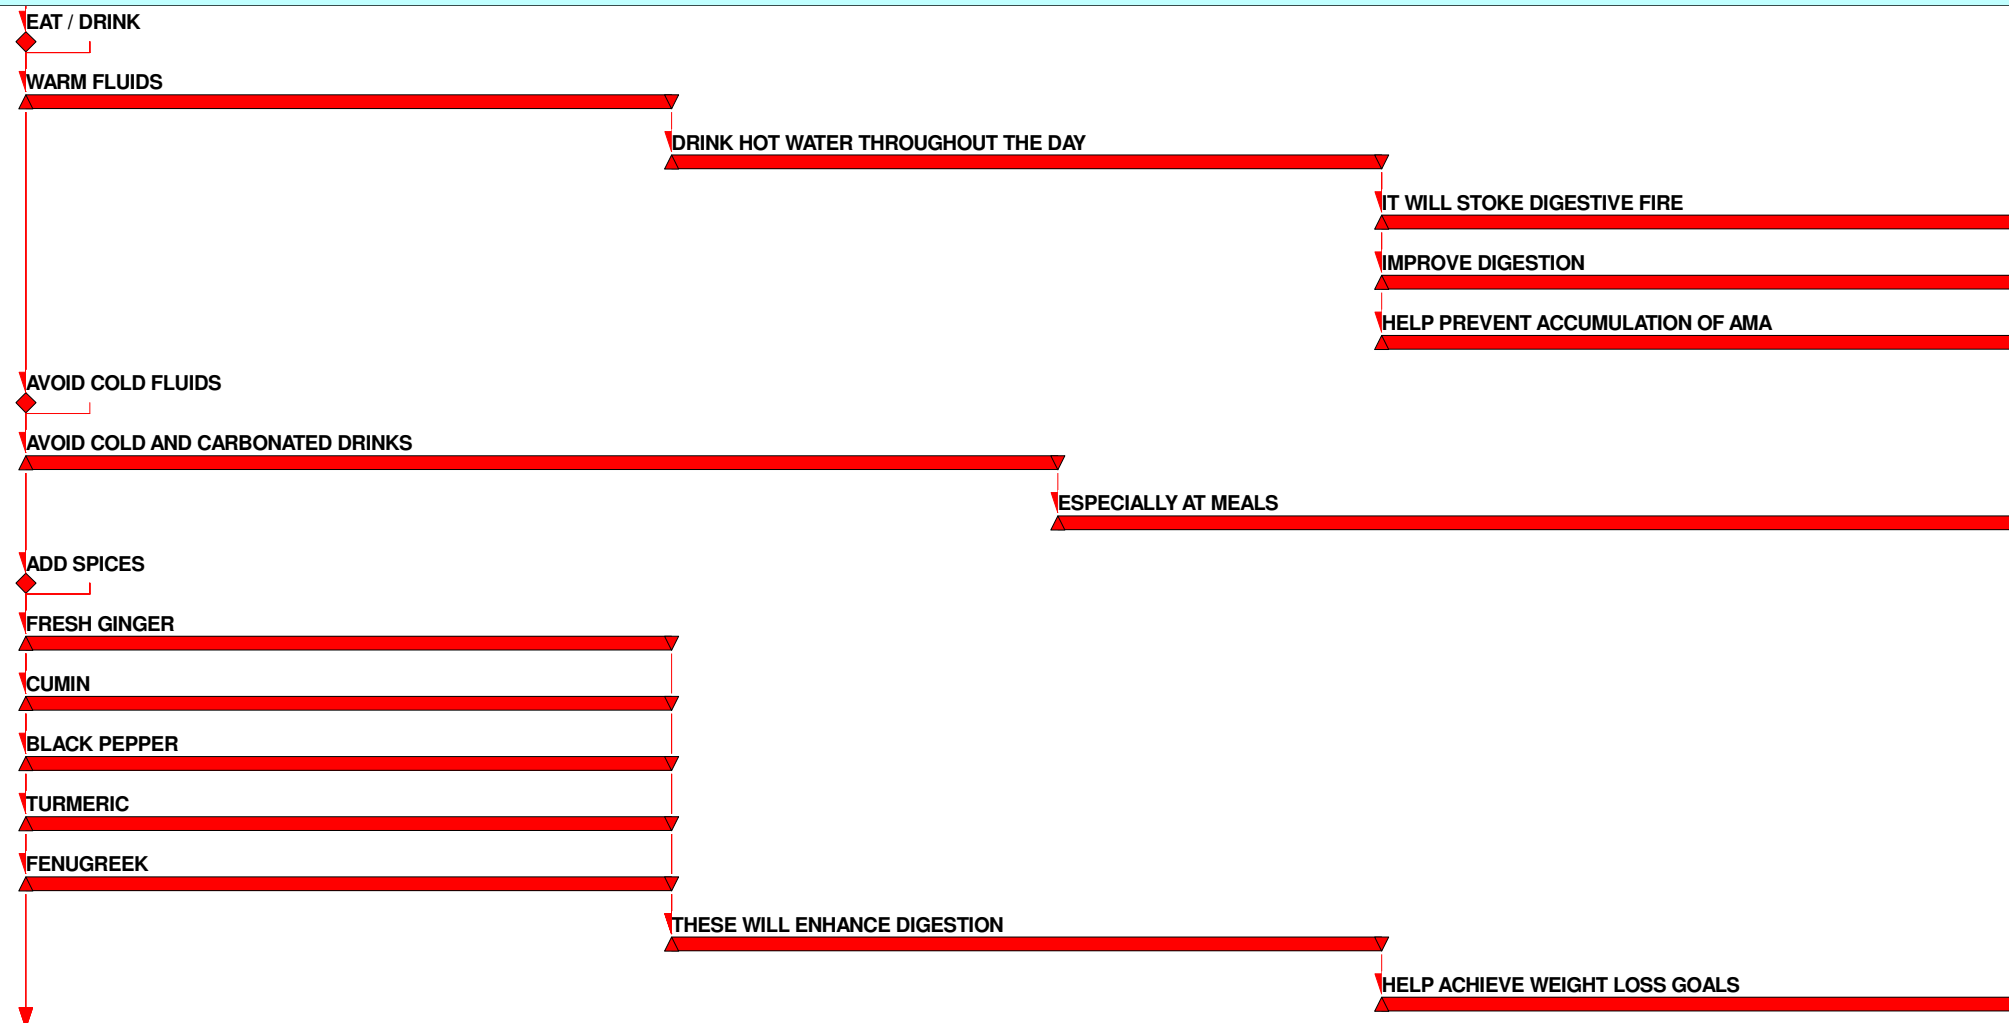 EAT / DRINK
WARM FLUIDS
DRINK HOT WATER THROUGHOUT THE DAY
IT WILL STOKE DIGESTIVE FIRE
IMPROVE DIGESTION
HELP PREVENT ACCUMULATION OF AMA
AVOID COLD FLUIDS
AVOID COLD AND CARBONATED DRINKS
ESPECIALLY AT MEALS
ADD SPICES
FRESH GINGER
CUMIN
BLACK PEPPER
TURMERIC
FENUGREEK
THESE WILL ENHANCE DIGESTION
HELP ACHIEVE WEIGHT LOSS GOALS